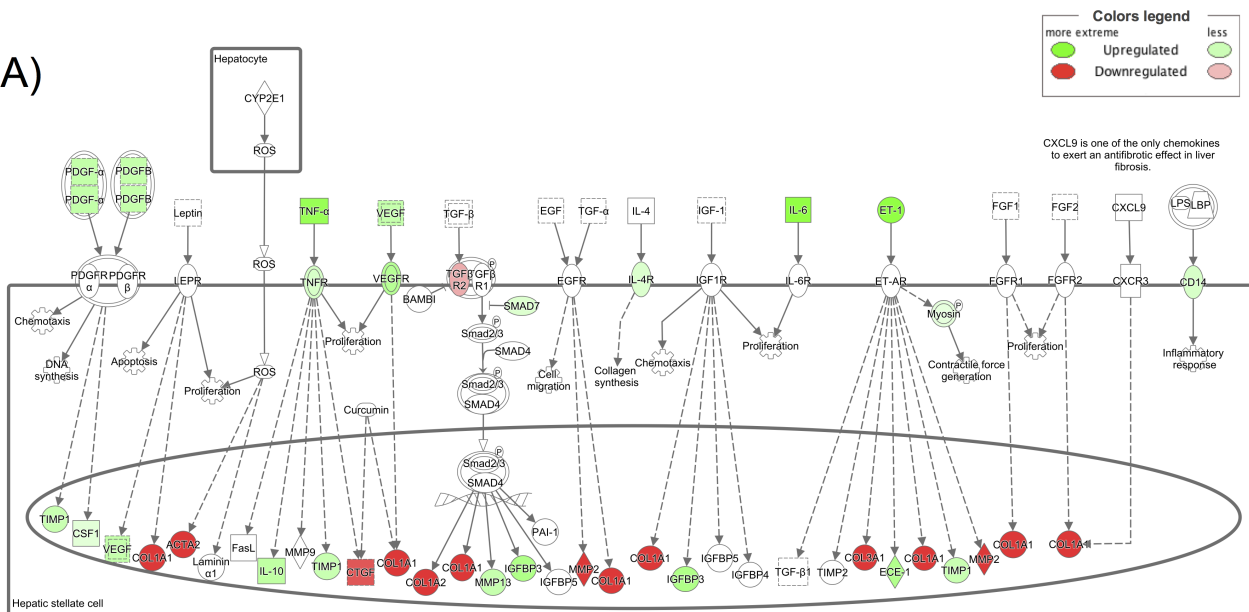 Colors legend
more extreme less
Upregulated
Downregulated
A)
Hepatocyte
CYP2E1
ROS
CXCL9 is one of the only chemokines
to exert an antifibrotic effect in liver
fibrosis.
PDGF-α PDGFB
PDGF-α PDGFB
Leptin
TNF-α
VEGF
TGF-β
EGF
TGF-α
IL-4
IGF-1
IL-6
ET-1
FGF1
FGF2
CXCL9
LPS LBP
PDGFR PDGFR
α β
LEPR
ROS
TNFR
VEGFR
BAMBI
TGFβ TGFβ
R2 R1
P
EGFR
IL-4R
IGF1R
IL-6R
ET-AR
FGFR1
FGFR2
CXCR3
CD14
SMAD7
Myosin P
Chemotaxis
DNA
synthesis
Apoptosis
Proliferation
ROS
Proliferation
Smad2/3 P
SMAD4
Smad2/3 P
SMAD4
Cell
migration
Collagen
synthesis
Chemotaxis
Proliferation
Contractile force
generation
Proliferation
Inflammatory
response
Curcumin
Smad2/3 P
SMAD4
PAI-1
TIMP1
CSF1
VEGF
COL1A1
ACTA2
Laminin
α1
FasL
IL-10
MMP9
TIMP1
CTGF
COL1A1
COL1A2
COL1A1
MMP13
IGFBP3
IGFBP5
MMP2
COL1A1
COL1A1
IGFBP3
IGFBP5
IGFBP4
TGF-β1
TIMP2
COL3A1
ECE-1
COL1A1
TIMP1
MMP2
COL1A1
COL1A1
Hepatic stellate cell